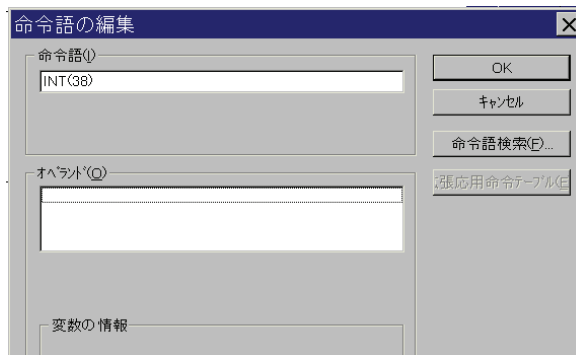 命令語の編集
命令語(I)
INT(38)
OK
キャンセル
命令語検索(F)...
オペランド(O)
張応用命令テーブル(E
変数の情報